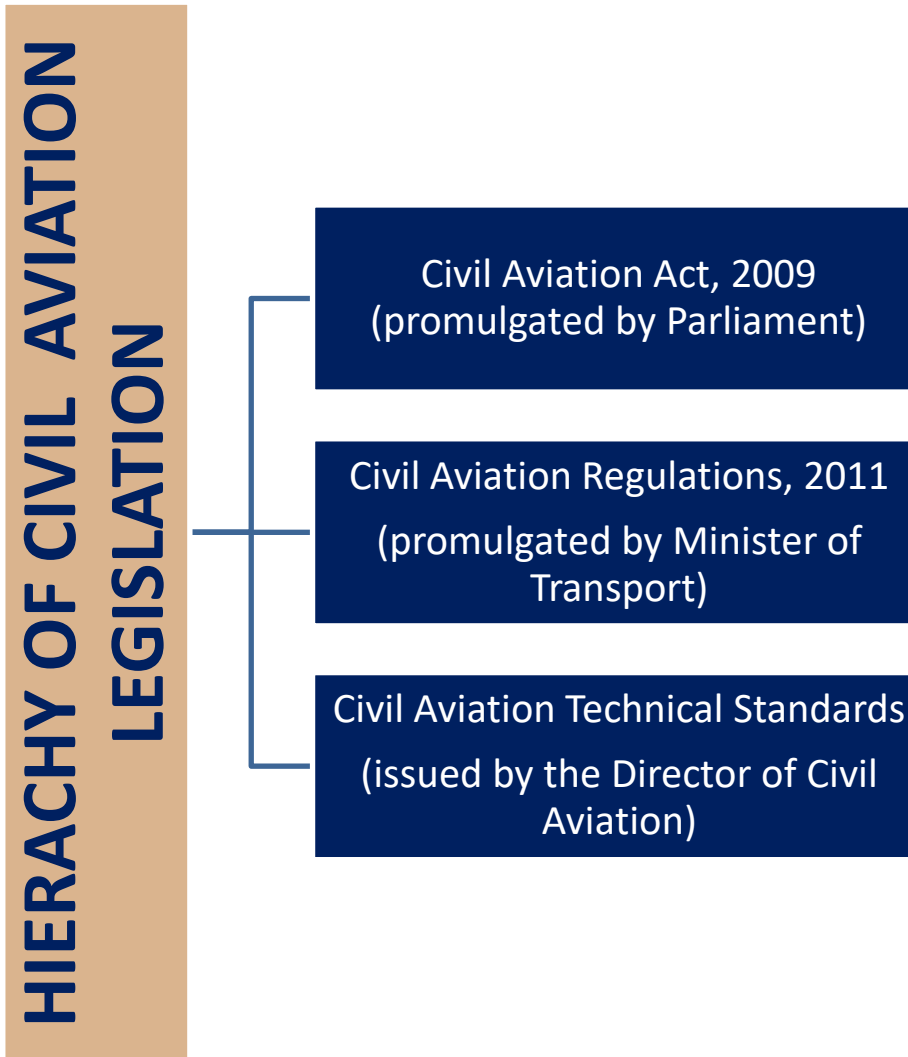 HIERACHY OF CIVIL AVIATION
LEGISLATION
Civil Aviation Act, 2009
(promulgated by Parliament)
Civil Aviation Regulations, 2011
(promulgated by Minister of
Transport)
Civil Aviation Technical Standards
(issued by the Director of Civil
Aviation)